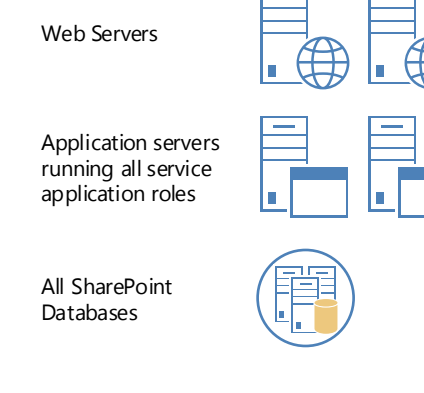 Web Servers
Application servers
running all service
application roles
All SharePoint
Databases